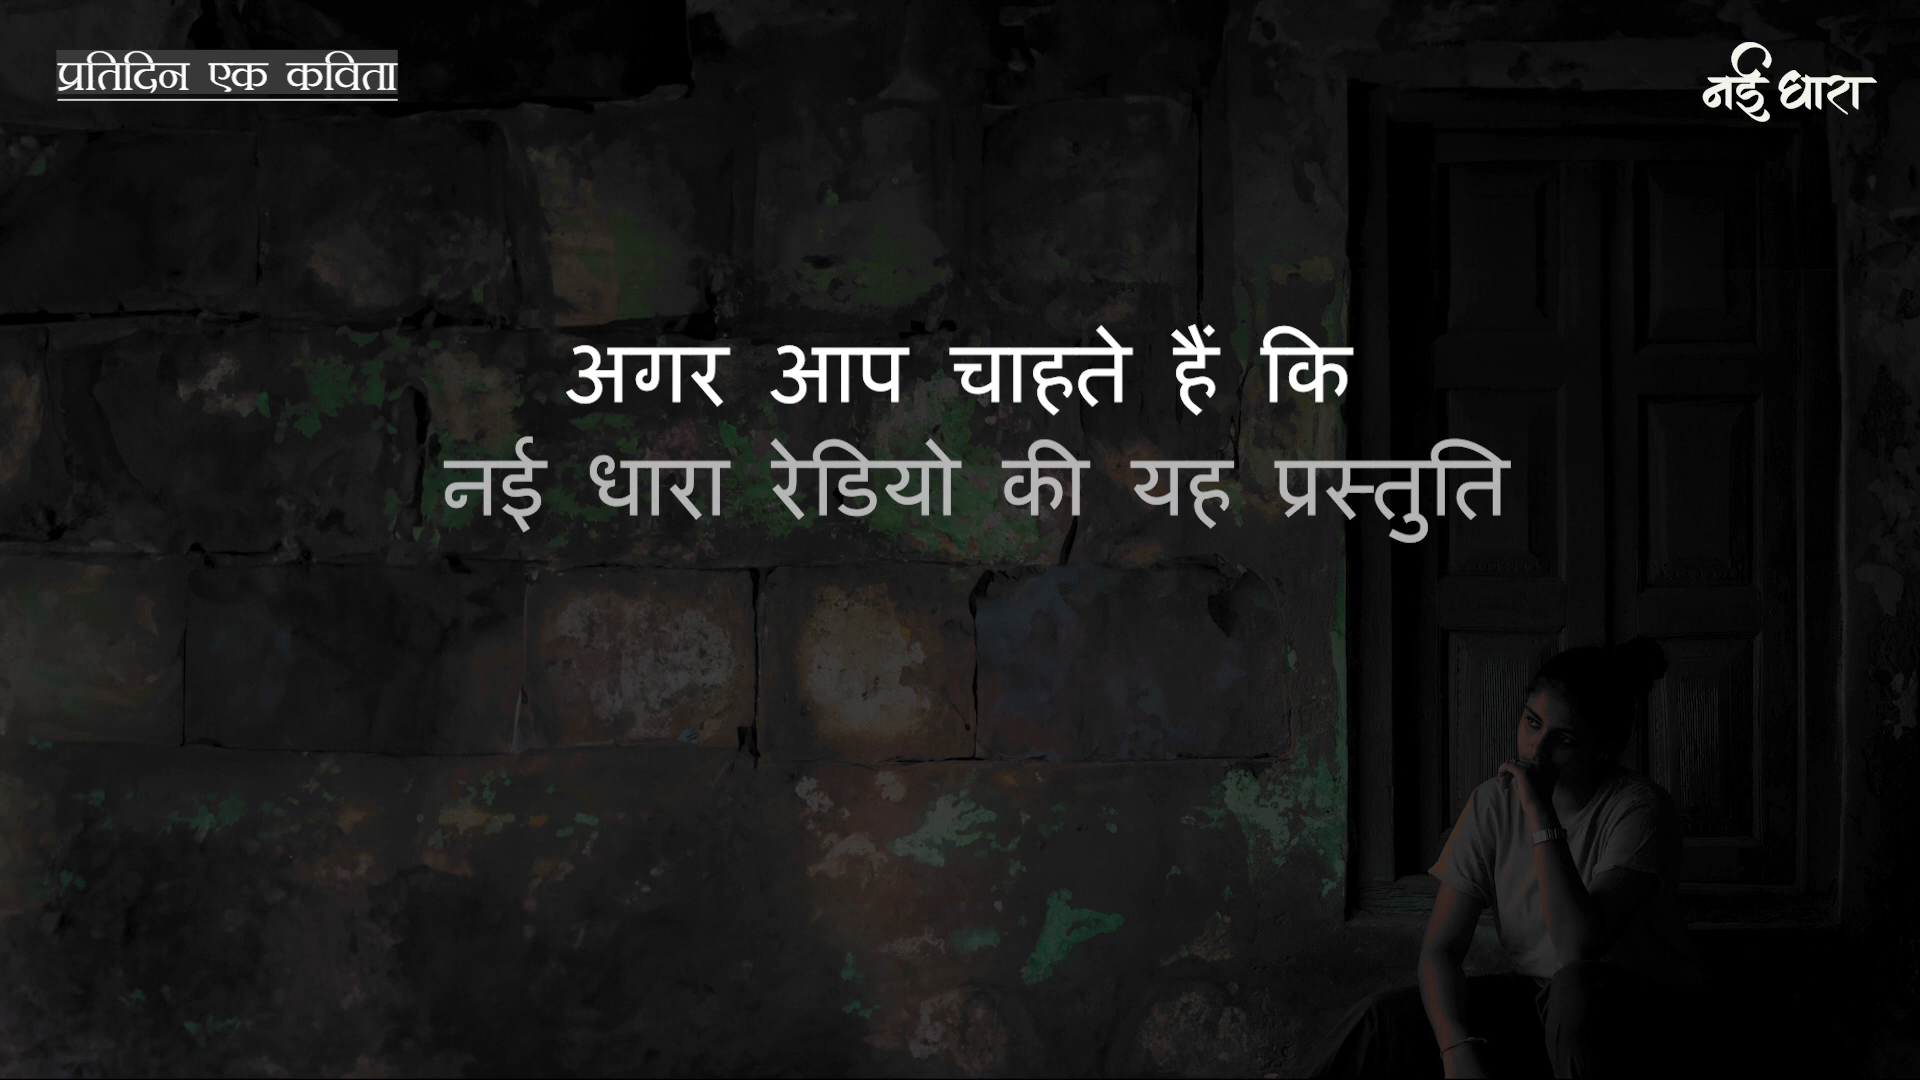 प्रतिदिन एक कविता
नई धारा
अगर आप चाहते हैं कि
नई धारा रेडियो की यह प्रस्तुति